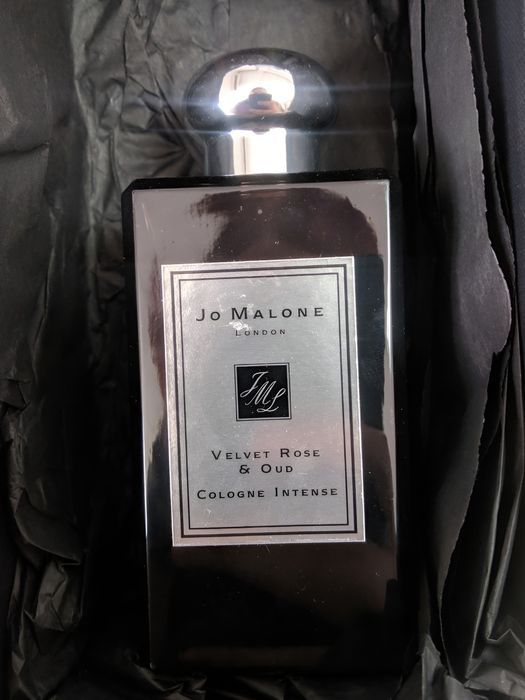 Jo Malone
London
JML
Velvet Rose
& Oud
Cologne Intense